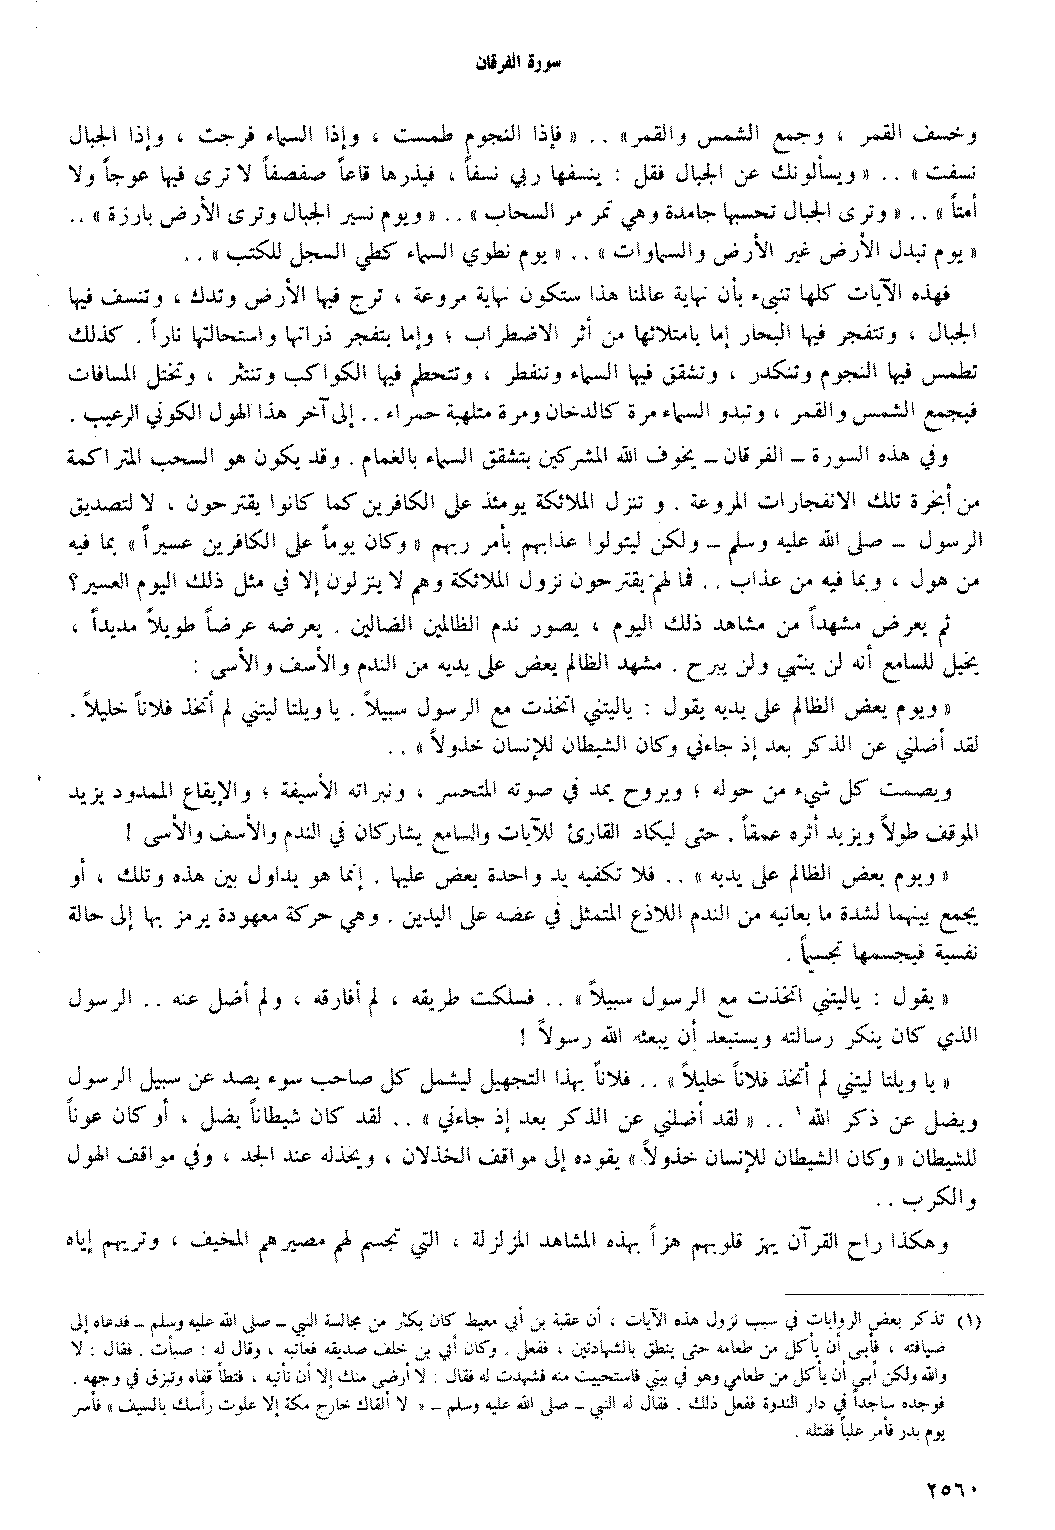 سورة الفرقان
وخسف القمر ، وجمع الشمس والقمر» .. « فإذا النجوم طمست ، وإذا السماء فرجت ، وإذا الجبال
نسفت » .. « ويسألونك عن الجبال فقل : ينسفها ربي نسفاً ، فيذرها قاعاً صفصفاً لا ترى فيها عوجاً ولا
أمتاً » .. « وترى الجبال تحسبها جامدة وهي تمر مر السحاب » .. « ويوم نسير الجبال وترى الأرض بارزة » ..
« يوم تبدل الأرض غير الأرض والسماوات » .. « يوم نطوي السماء كطي السجل للكتب » ..
فهذه الآيات كلها تنبىء بأن نهاية عالمنا هذا ستكون نهاية مروعة ، ترج فيها الأرض وتدك ، وتنسف فيها
الجبال ، وتتفجر فيها البحار إما بامتلائها من أثر الاضطراب ؛ وإما بتفجر ذراتها واستحالتها ناراً . كذلك
تطمس فيها النجوم وتنكدر ، وتشقق فيها السماء وتنفطر ، وتتحطم فيها الكواكب وتنتثر ، وتختل المسافات
فيجمع الشمس والقمر ، وتبدو السماء مرة كالدخان ومرة متلهبة حمراء .. إلى آخر هذا الهول الكوني الرعيب .
وفي هذه السورة – الفرقان – يخوف الله المشركين بتشقق السماء بالغمام . وقد يكون هو السحب المتراكمة
من أبخرة تلك الانفجارات المروعة . و تنزل الملائكة يومئذ على الكافرين كما كانوا يقترحون ، لا لتصديق
الرسول – صلى الله عليه وسلم – ولكن ليتولوا عذابهم بأمر ربهم « وكان يوماً على الكافرين عسيراً » بما فيه
من هول ، وبما فيه من عذاب .. فما لهم يقترحون نزول الملائكة وهم لا ينزلون إلا في مثل ذلك اليوم العسير؟
ثم يعرض مشهداً من مشاهد ذلك اليوم ، يصور ندم الظالمين الضالين . يعرضه عرضاً طويلاً مديداً ،
يخيل للسامع أنه لن ينتهي ولن يبرح . مشهد الظالم يعض على يديه من الندم والأسف والأسى :
« ويوم يعض الظالم على يديه يقول : ياليتني اتخذت مع الرسول سبيلاً . يا ويلتا ليتني لم أتخذ فلاناً خليلاً .
لقد أضلني عن الذكر بعد إذ جاءني وكان الشيطان للإنسان خذولاً » ..
ويصمت كل شيء من حوله ؛ ويروح يمد في صوته المتحسر ، ونبراته الأسيفة ؛ والإيقاع الممدود يزيد
الموقف طولاً ويزيد أثره عمقاً . حتى ليكاد القارئ للآيات والسامع يشاركان في الندم والأسف والأسى !
« ويوم يعض الظالم على يديه » .. فلا تكفيه يد واحدة يعض عليها . إنما هو يداول بين هذه وتلك ، أو
يجمع بينهما لشدة ما يعانيه من الندم اللاذع المتمثل في عضه على اليدين . وهي حركة معهودة يرمز بها إلى حالة
نفسية فيجسمها تجسيماً .
« يقول : ياليتني اتخذت مع الرسول سبيلاً » .. فسلكت طريقه ، لم أفارقه ، ولم أضل عنه .. الرسول
الذي كان ينكر رسالته ويستبعد أن يبعثه الله رسولاً !
« يا ويلتا ليتني لم أتخذ فلاناً خليلاً » .. فلاناً بهذا التجهيل ليشمل كل صاحب سوء يصد عن سبيل الرسول
ويضل عن ذكر الله ١ .. « لقد أضلني عن الذكر بعد إذ جاءني » .. لقد كان شيطاناً يضل ، أو كان عوناً
للشيطان « وكان الشيطان للإنسان خذولاً » يقوده إلى مواقف الخذلان ، ويخذله عند الجد ، وفي مواقف الهول
والكرب ..
وهكذا راح القرآن يهز قلوبهم هزاً بهذه المشاهد المزلزلة ، التي تجسم لهم مصيرهم المخيف ، وتريهم إياه
(١) تذكر بعض الروايات في سبب نزول هذه الآيات ، أن عقبة بن أبي معيط كان يكثر من مجالسة النبي – صلى الله عليه وسلم – فدعاه إلى
ضيافته ، فأبى أن يأكل من طعامه حتى ينطق بالشهادتين ، ففعل . وكان أبي بن خلف صديقه فعاتبه ، وقال له : صبأت . فقال : لا
والله ولكن أبـى أن يأكل من طعامي وهو في بيتي فاستحييت منه فشهدت له فقال : لا أرضى منك إلا أن تأتيه ، فتطأ قفاه وتبزق في وجهه .
فوجده ساجداً في دار الندوة ففعل ذلك . فقال له النبي – صلى الله عليه وسلم – « لا ألقاك خارج مكة إلا علوت رأسك بالسيف » فأسر
يوم بدر فأمر علياً فقتله .
٢٥٦٠